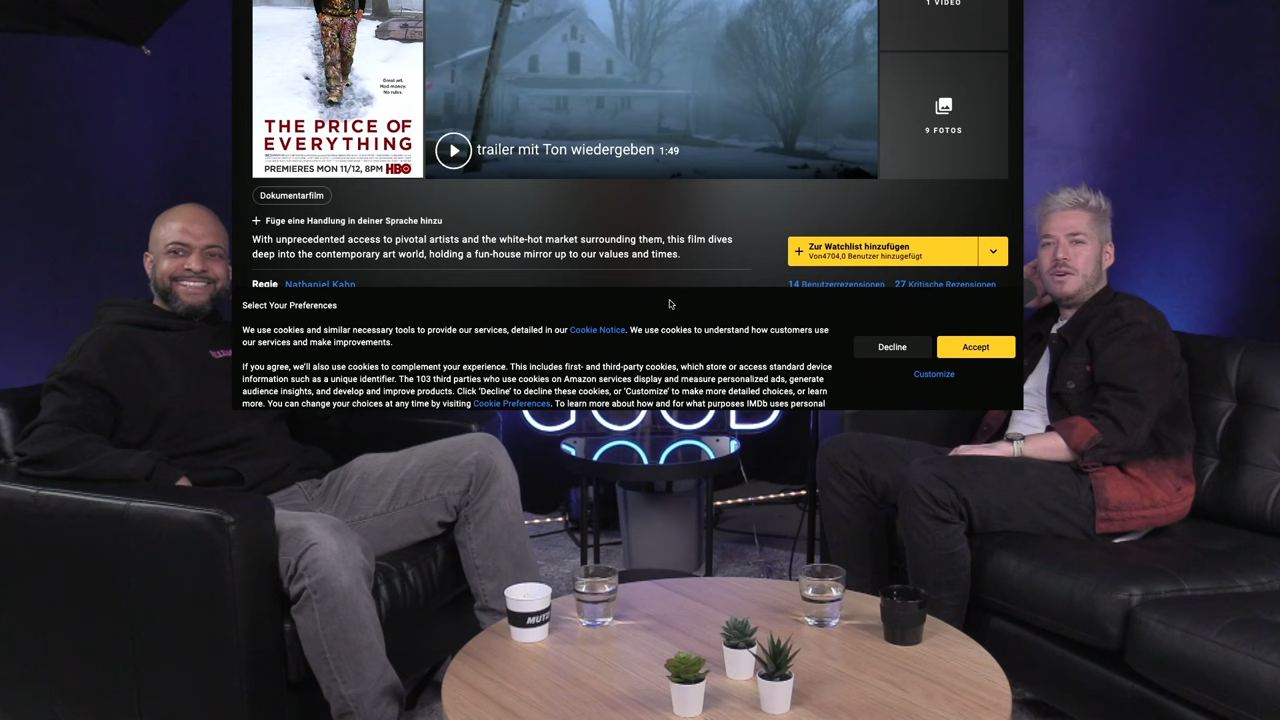 1 VIDEO
Great art.
Mad money.
No rules.
THE PRICE OF
EVERYTHING
PREMIERES MON 11/12, 8PM HBO
trailer mit Ton wiedergeben 1:49
9 FOTOS
Dokumentarfilm
+ Füge eine Handlung in deiner Sprache hinzu
With unprecedented access to pivotal artists and the white-hot market surrounding them, this film dives
deep into the contemporary art world, holding a fun-house mirror up to our values and times.
+ Zur Watchlist hinzufügen
Von4704,0 Benutzer hinzugefügt
Regie Nathaniel Kahn
14 Benutzerrezensionen 27 Kritische Rezensionen
Select Your Preferences
We use cookies and similar necessary tools to provide our services, detailed in our Cookie Notice. We use cookies to understand how customers use
our services and make improvements.
Decline Accept
Customize
If you agree, we'll also use cookies to complement your experience. This includes first- and third-party cookies, which store or access standard device
information such as a unique identifier. The 103 third parties who use cookies on Amazon services display and measure personalized ads, generate
audience insights, and develop and improve products. Click 'Decline' to decline these cookies, or 'Customize' to make more detailed choices, or learn
more. You can change your choices at any time by visiting Cookie Preferences. To learn more about how and for what purposes IMDb uses personal
GOOD